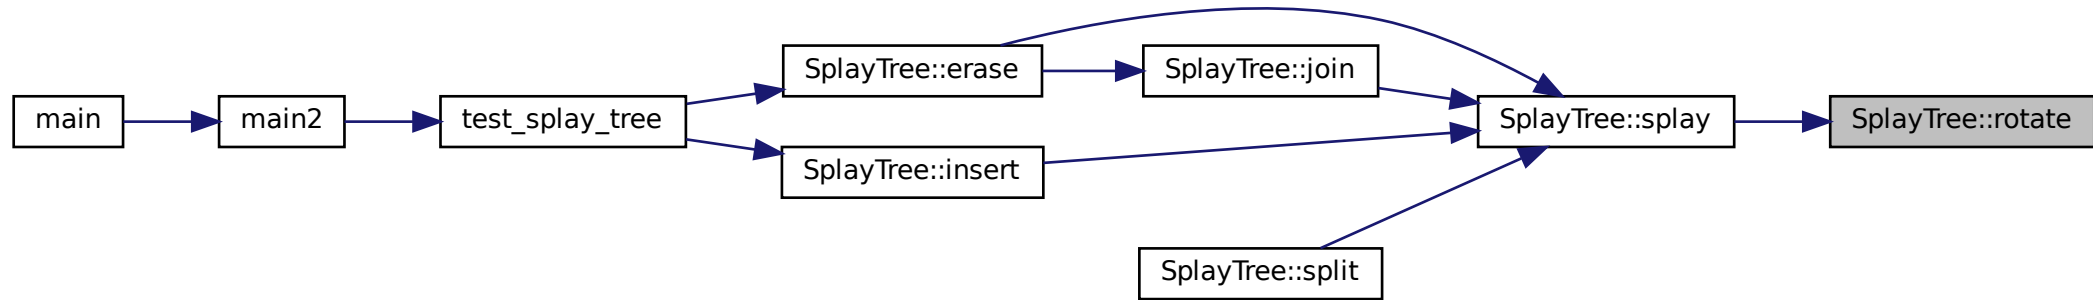 main
main2
test_splay_tree
SplayTree::erase
SplayTree::insert
SplayTree::join
SplayTree::split
SplayTree::splay
SplayTree::rotate